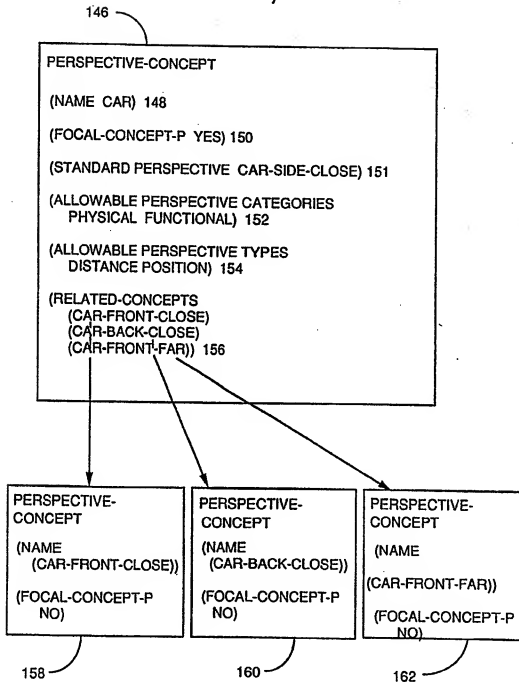 146
PERSPECTIVE-CONCEPT
(NAME CAR) 148
(FOCAL-CONCEPT-P YES) 150
(STANDARD PERSPECTIVE CAR-SIDE-CLOSE) 151
(ALLOWABLE PERSPECTIVE CATEGORIES
PHYSICAL FUNCTIONAL) 152
(ALLOWABLE PERSPECTIVE TYPES
DISTANCE POSITION) 154
(RELATED-CONCEPTS
(CAR-FRONT-CLOSE)
(CAR-BACK-CLOSE)
(CAR-FRONT-FAR)) 156
PERSPECTIVE-
CONCEPT
(NAME
(CAR-FRONT-CLOSE))
(FOCAL-CONCEPT-P
NO)
158
PERSPECTIVE-
CONCEPT
(NAME
(CAR-BACK-CLOSE))
(FOCAL-CONCEPT-P
NO)
160
PERSPECTIVE-
CONCEPT
(NAME
(CAR-FRONT-FAR))
(FOCAL-CONCEPT-P
NO)
162